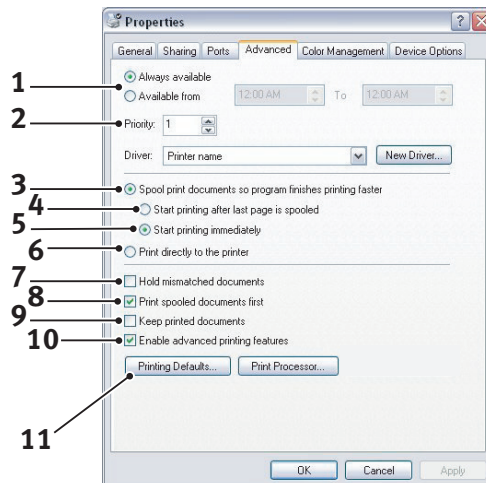 Properties
General Sharing Ports Advanced Color Management Device Options
1 Always available
Available from 12:00 AM To 12:00 AM
2 Priority: 1
Driver: Printer name New Driver...
3 Spool print documents so program finishes printing faster
4 Start printing after last page is spooled
5 Start printing immediately
6 Print directly to the printer
7 Hold mismatched documents
8 Print spooled documents first
9 Keep printed documents
10 Enable advanced printing features
Printing Defaults... Print Processor...
11
OK Cancel Apply